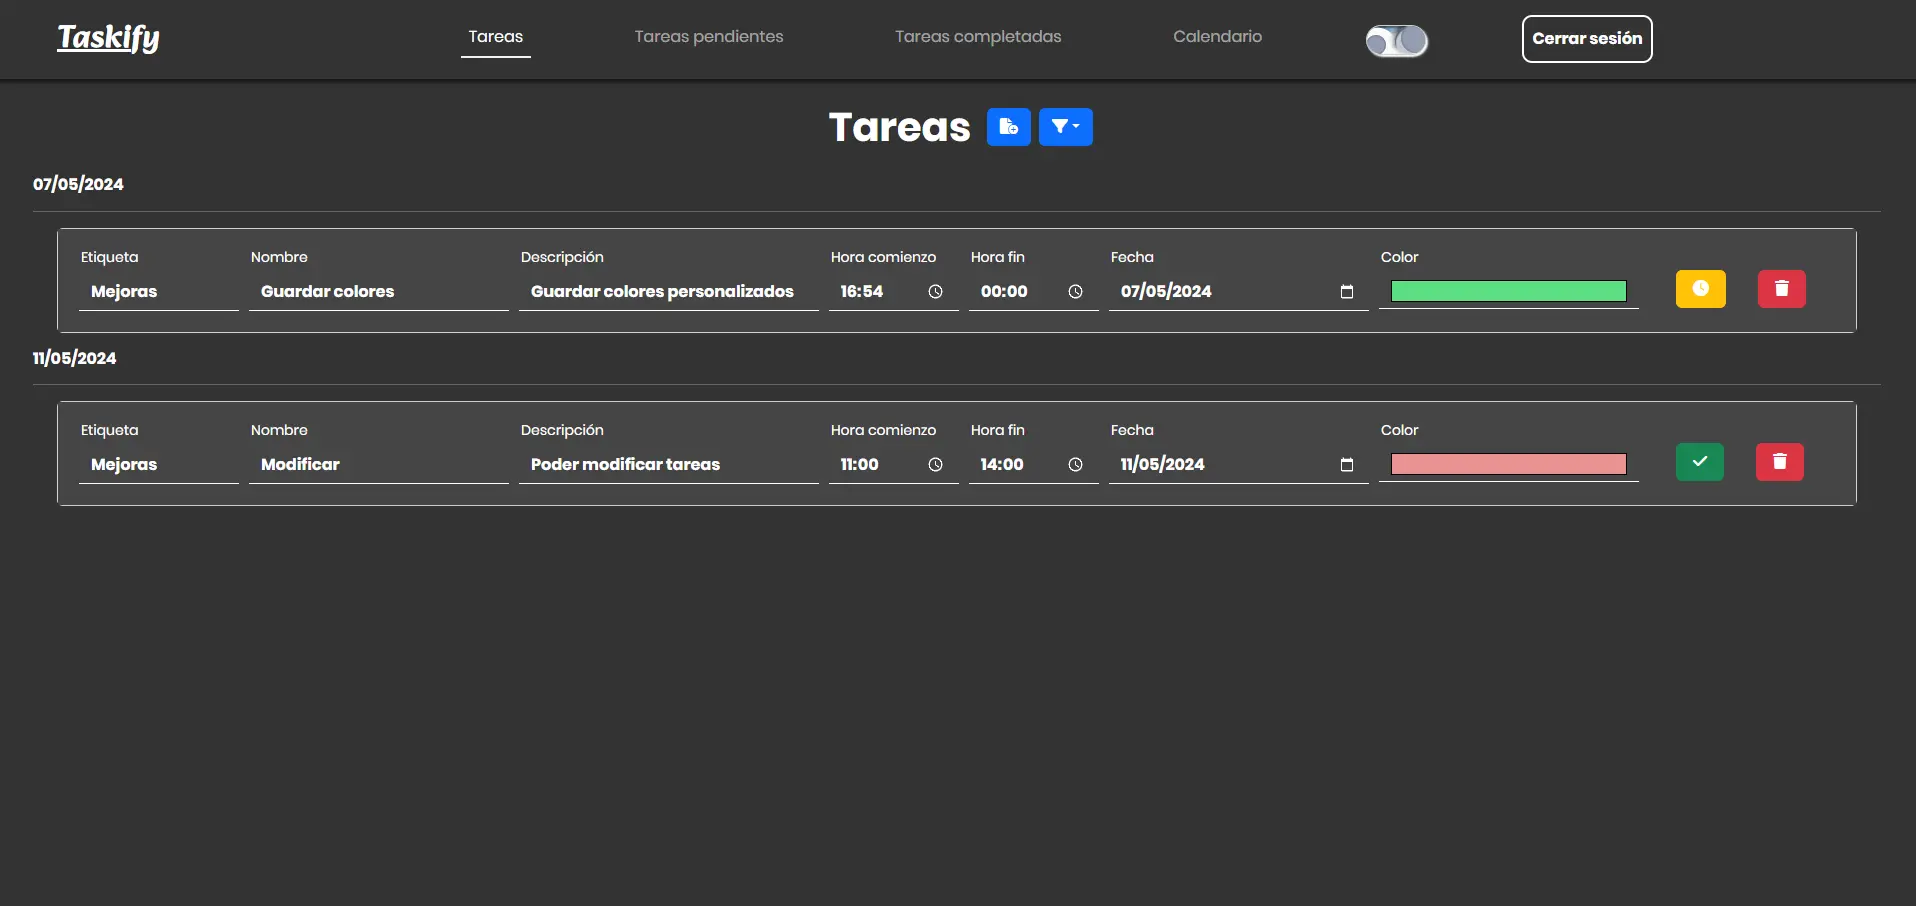 Taskify
Tareas
Tareas pendientes
Tareas completadas
Calendario
Cerrar sesión
Tareas
07/05/2024
Etiqueta Nombre Descripción Hora comienzo Hora fin Fecha Color
Mejoras Guardar colores Guardar colores personalizados 16:54 00:00 07/05/2024
11/05/2024
Etiqueta Nombre Descripción Hora comienzo Hora fin Fecha Color
Mejoras Modificar Poder modificar tareas 11:00 14:00 11/05/2024